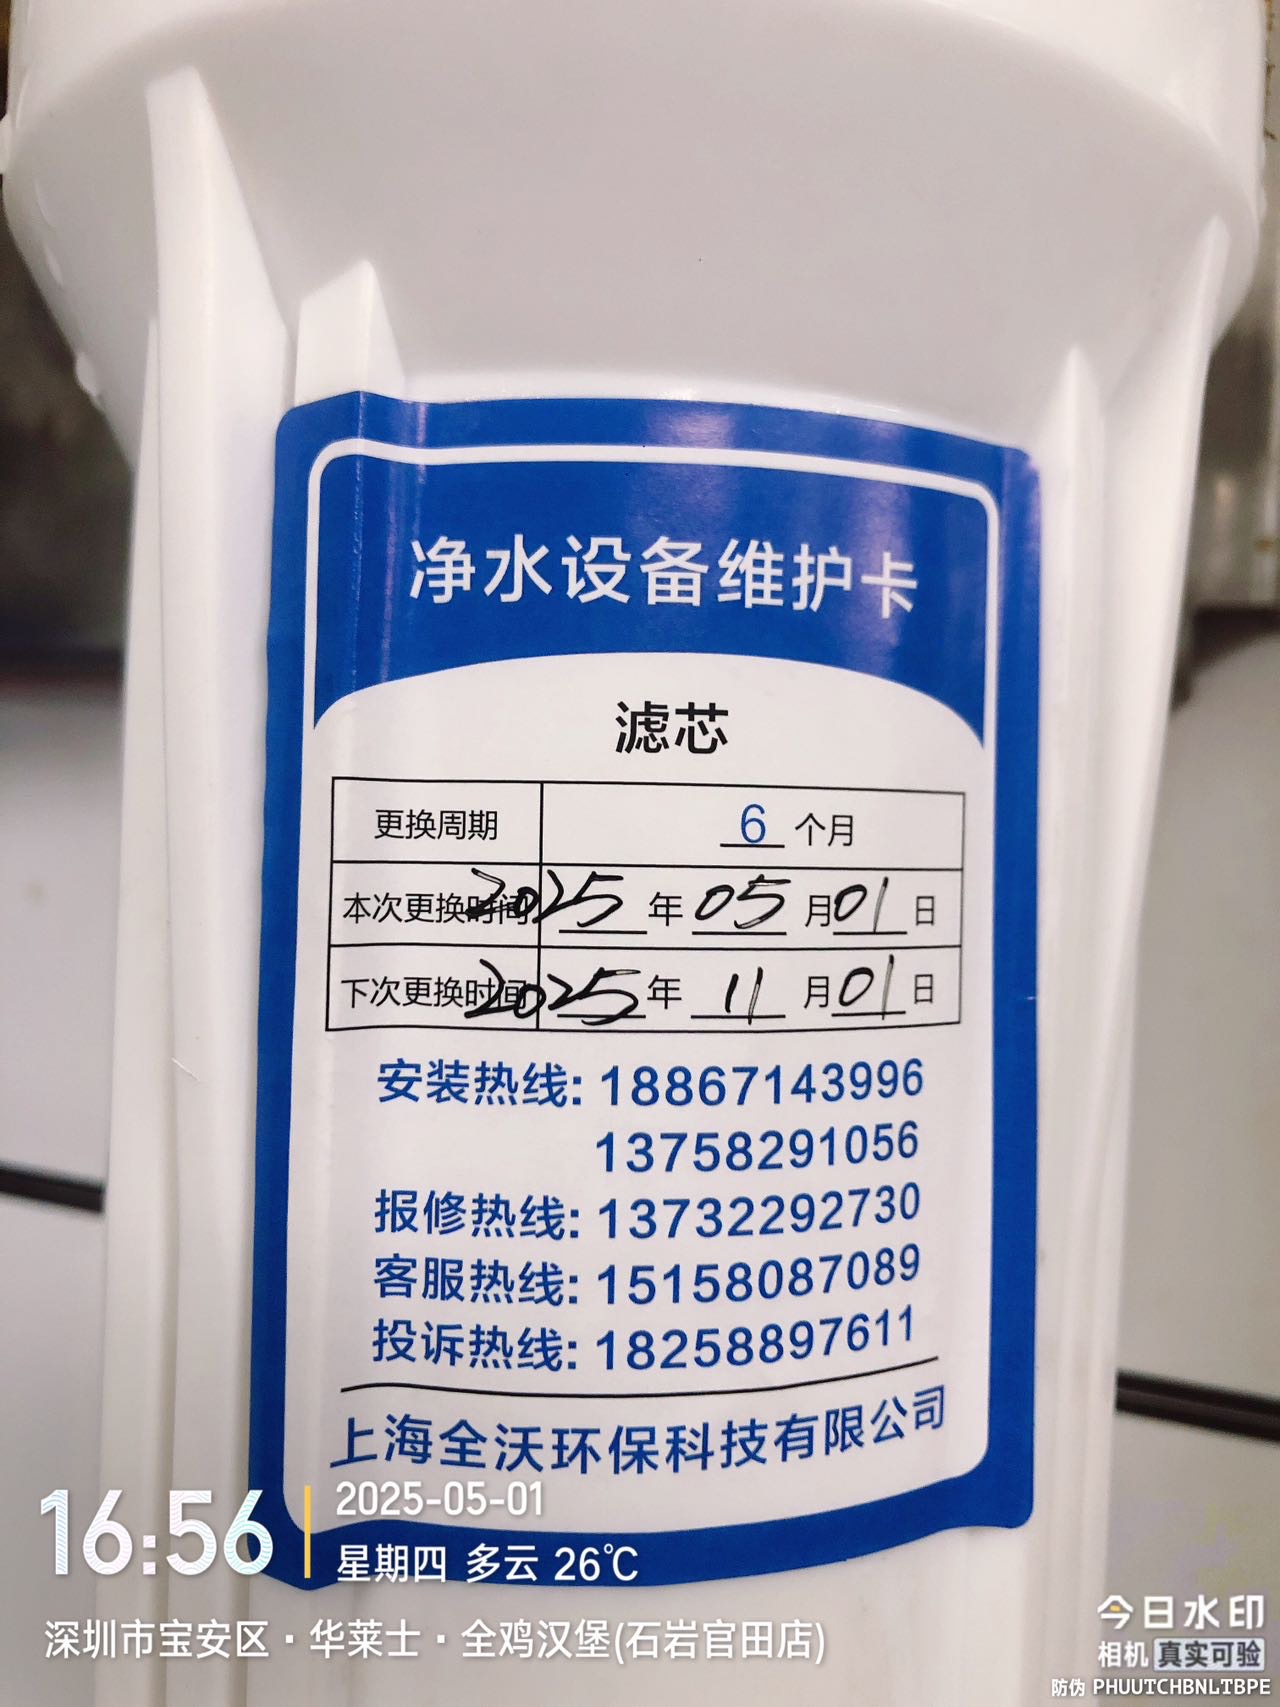 净水设备维护卡
滤芯
更换周期 6 个月
本次更换时间 2025 年 05 月 01 日
下次更换时间 2025 年 11 月 01 日
安装热线: 18867143996
13758291056
报修热线: 13732292730
客服热线: 15158087089
投诉热线: 18258897611
上海全沃环保科技有限公司
16:56
2025-05-01
星期四 多云 26℃
深圳市宝安区·华莱士·全鸡汉堡(石岩官田店)
今日水印
相机 真实可验
防伪 PHUUTCHBNLTBPE